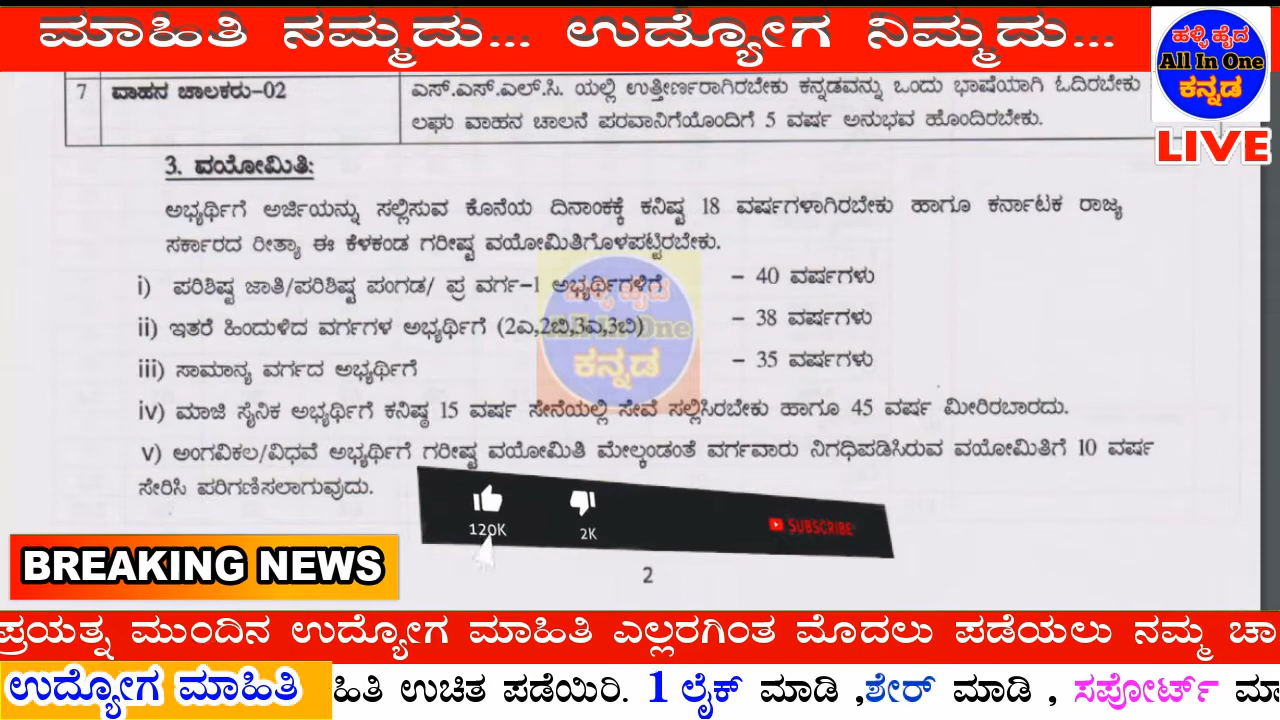 ಮಾಹಿತಿ ನಮ್ಮದು... ಉದ್ಯೋಗ ನಿಮ್ಮದು...
ಹಳ್ಳಿ ಹೈದ
All In One
ಕನ್ನಡ
LIVE
7 ವಾಹನ ಚಾಲಕರು-02 ಎಸ್.ಎಸ್.ಎಲ್.ಸಿ. ಯಲ್ಲಿ ಉತ್ತೀರ್ಣರಾಗಿರಬೇಕು ಕನ್ನಡವನ್ನು ಒಂದು ಭಾಷೆಯಾಗಿ ಓದಿರಬೇಕು
ಲಘು ವಾಹನ ಚಾಲನೆ ಪರವಾನಿಗೆಯೊಂದಿಗೆ 5 ವರ್ಷ ಅನುಭವ ಹೊಂದಿರಬೇಕು.
3. ವಯೋಮಿತಿ:
ಅಭ್ಯರ್ಥಿಗೆ ಅರ್ಜಿಯನ್ನು ಸಲ್ಲಿಸುವ ಕೊನೆಯ ದಿನಾಂಕಕ್ಕೆ ಕನಿಷ್ಟ 18 ವರ್ಷಗಳಾಗಿರಬೇಕು ಹಾಗೂ ಕರ್ನಾಟಕ ರಾಜ್ಯ
ಸರ್ಕಾರದ ರೀತ್ಯಾ ಈ ಕೆಳಕಂಡ ಗರೀಷ್ಟ ವಯೋಮಿತಿಗೊಳಪಟ್ಟಿರಬೇಕು.
i) ಪರಿಶಿಷ್ಟ ಜಾತಿ/ಪರಿಶಿಷ್ಟ ಪಂಗಡ/ ಪ್ರ ವರ್ಗ-1 ಅಭ್ಯರ್ಥಿಗಳಿಗೆ - 40 ವರ್ಷಗಳು
ii) ಇತರೆ ಹಿಂದುಳಿದ ವರ್ಗಗಳ ಅಭ್ಯರ್ಥಿಗೆ (2ಎ,2ಬಿ,3ಎ,3ಬಿ) - 38 ವರ್ಷಗಳು
iii) ಸಾಮಾನ್ಯ ವರ್ಗದ ಅಭ್ಯರ್ಥಿಗೆ - 35 ವರ್ಷಗಳು
ಹಳ್ಳಿ ಹೈದ
All In One
ಕನ್ನಡ
iv) ಮಾಜಿ ಸೈನಿಕ ಅಭ್ಯರ್ಥಿಗೆ ಕನಿಷ್ಠ 15 ವರ್ಷ ಸೇನೆಯಲ್ಲಿ ಸೇವೆ ಸಲ್ಲಿಸಿರಬೇಕು ಹಾಗೂ 45 ವರ್ಷ ಮೀರಿರಬಾರದು.
v) ಅಂಗವಿಕಲ/ವಿಧವೆ ಅಭ್ಯರ್ಥಿಗೆ ಗರೀಷ್ಟ ವಯೋಮಿತಿ ಮೇಲ್ಕಂಡಂತೆ ವರ್ಗವಾರು ನಿಗಧಿಪಡಿಸಿರುವ ವಯೋಮಿತಿಗೆ 10 ವರ್ಷ
ಸೇರಿಸಿ ಪರಿಗಣಿಸಲಾಗುವುದು.
120K 2K SUBSCRIBE
BREAKING NEWS
2
ಪ್ರಯತ್ನ ಮುಂದಿನ ಉದ್ಯೋಗ ಮಾಹಿತಿ ಎಲ್ಲರಗಿಂತ ಮೊದಲು ಪಡೆಯಲು ನಮ್ಮ ಚಾ
ಉದ್ಯೋಗ ಮಾಹಿತಿ ಹಿತಿ ಉಚಿತ ಪಡೆಯಿರಿ. 1 ಲೈಕ್ ಮಾಡಿ ,ಶೇರ್ ಮಾಡಿ , ಸಪೋರ್ಟ್ ಮಾ